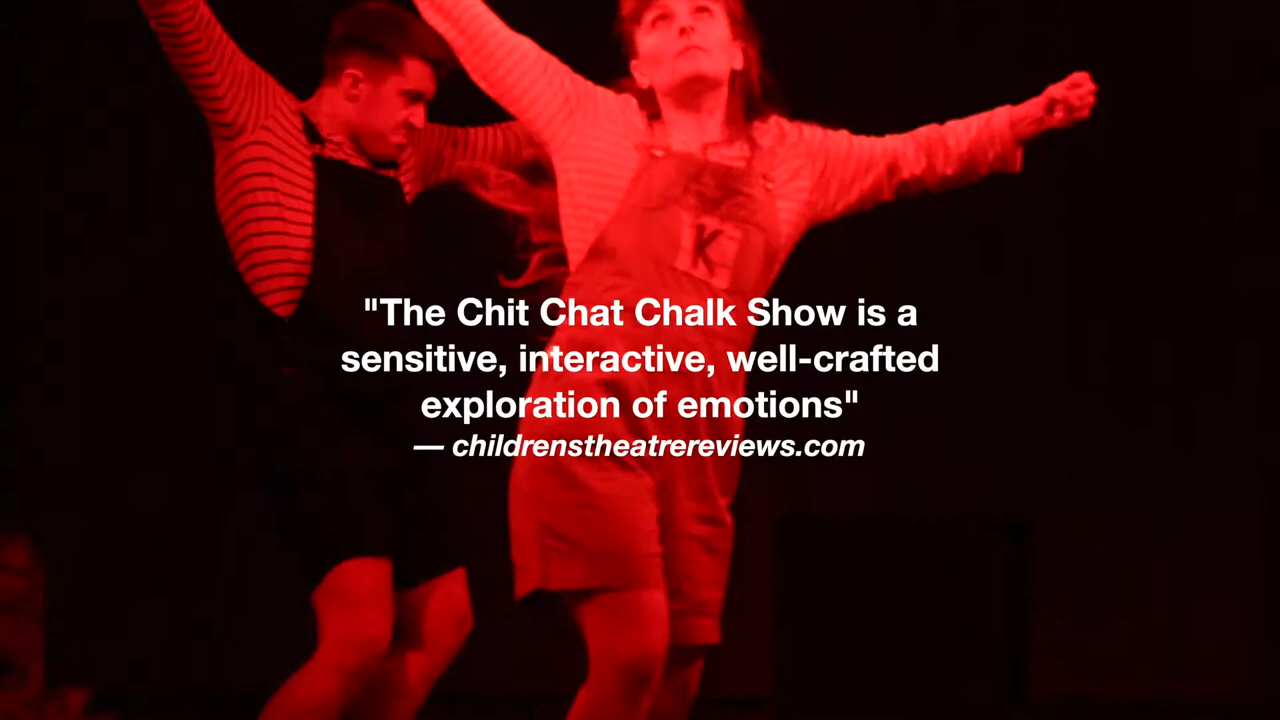 K
"The Chit Chat Chalk Show is a
sensitive, interactive, well-crafted
exploration of emotions"
— childrenstheatrereviews.com